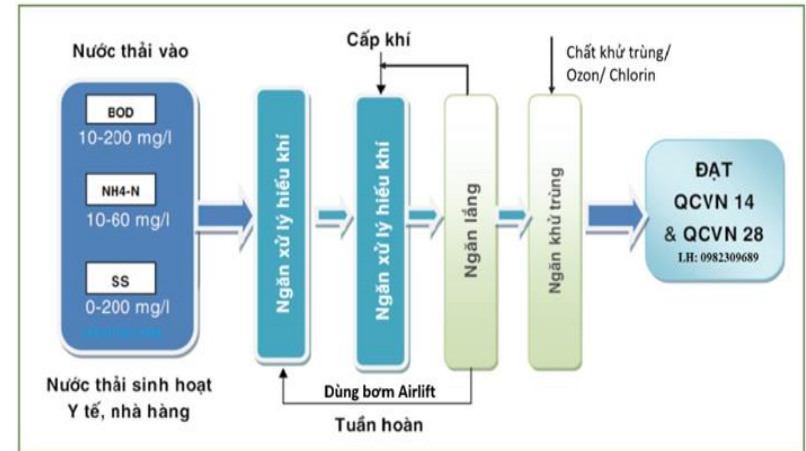 Nước thải vào
BOD
10-200 mg/l
NH4-N
10-60 mg/l
SS
0-200 mg/l
Nước thải sinh hoạt
Y tế, nhà hàng
Ngăn xử lý hiếu khí
Cấp khí
Ngăn xử lý hiếu khí
Ngăn lắng
Dùng bơm Airlift
Tuần hoàn
Chất khử trùng/
Ozon/ Chlorin
Ngăn khử trùng
ĐẠT
QCVN 14
& QCVN 28
LH: 0982309689